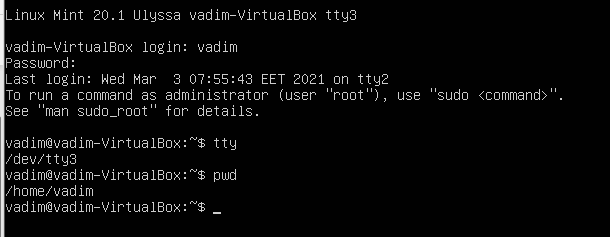 Linux Mint 20.1 Ulyssa vadim-VirtualBox tty3
vadim-VirtualBox login: vadim
Password:
Last login: Wed Mar  3 07:55:43 EET 2021 on tty2
To run a command as administrator (user "root"), use "sudo <command>".
See "man sudo_root" for details.
vadim@vadim-VirtualBox:~$ tty
/dev/tty3
vadim@vadim-VirtualBox:~$ pwd
/home/vadim
vadim@vadim-VirtualBox:~$ _